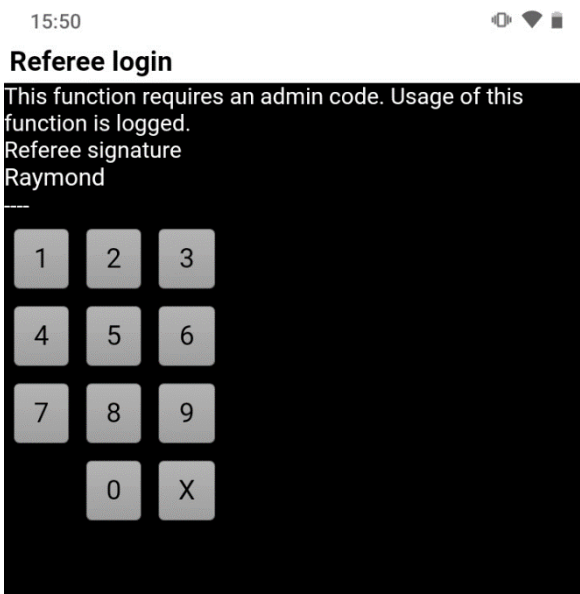 15:50
Referee login
This function requires an admin code. Usage of this
function is logged.
Referee signature
Raymond
----
1 2 3
4 5 6
7 8 9
0 X